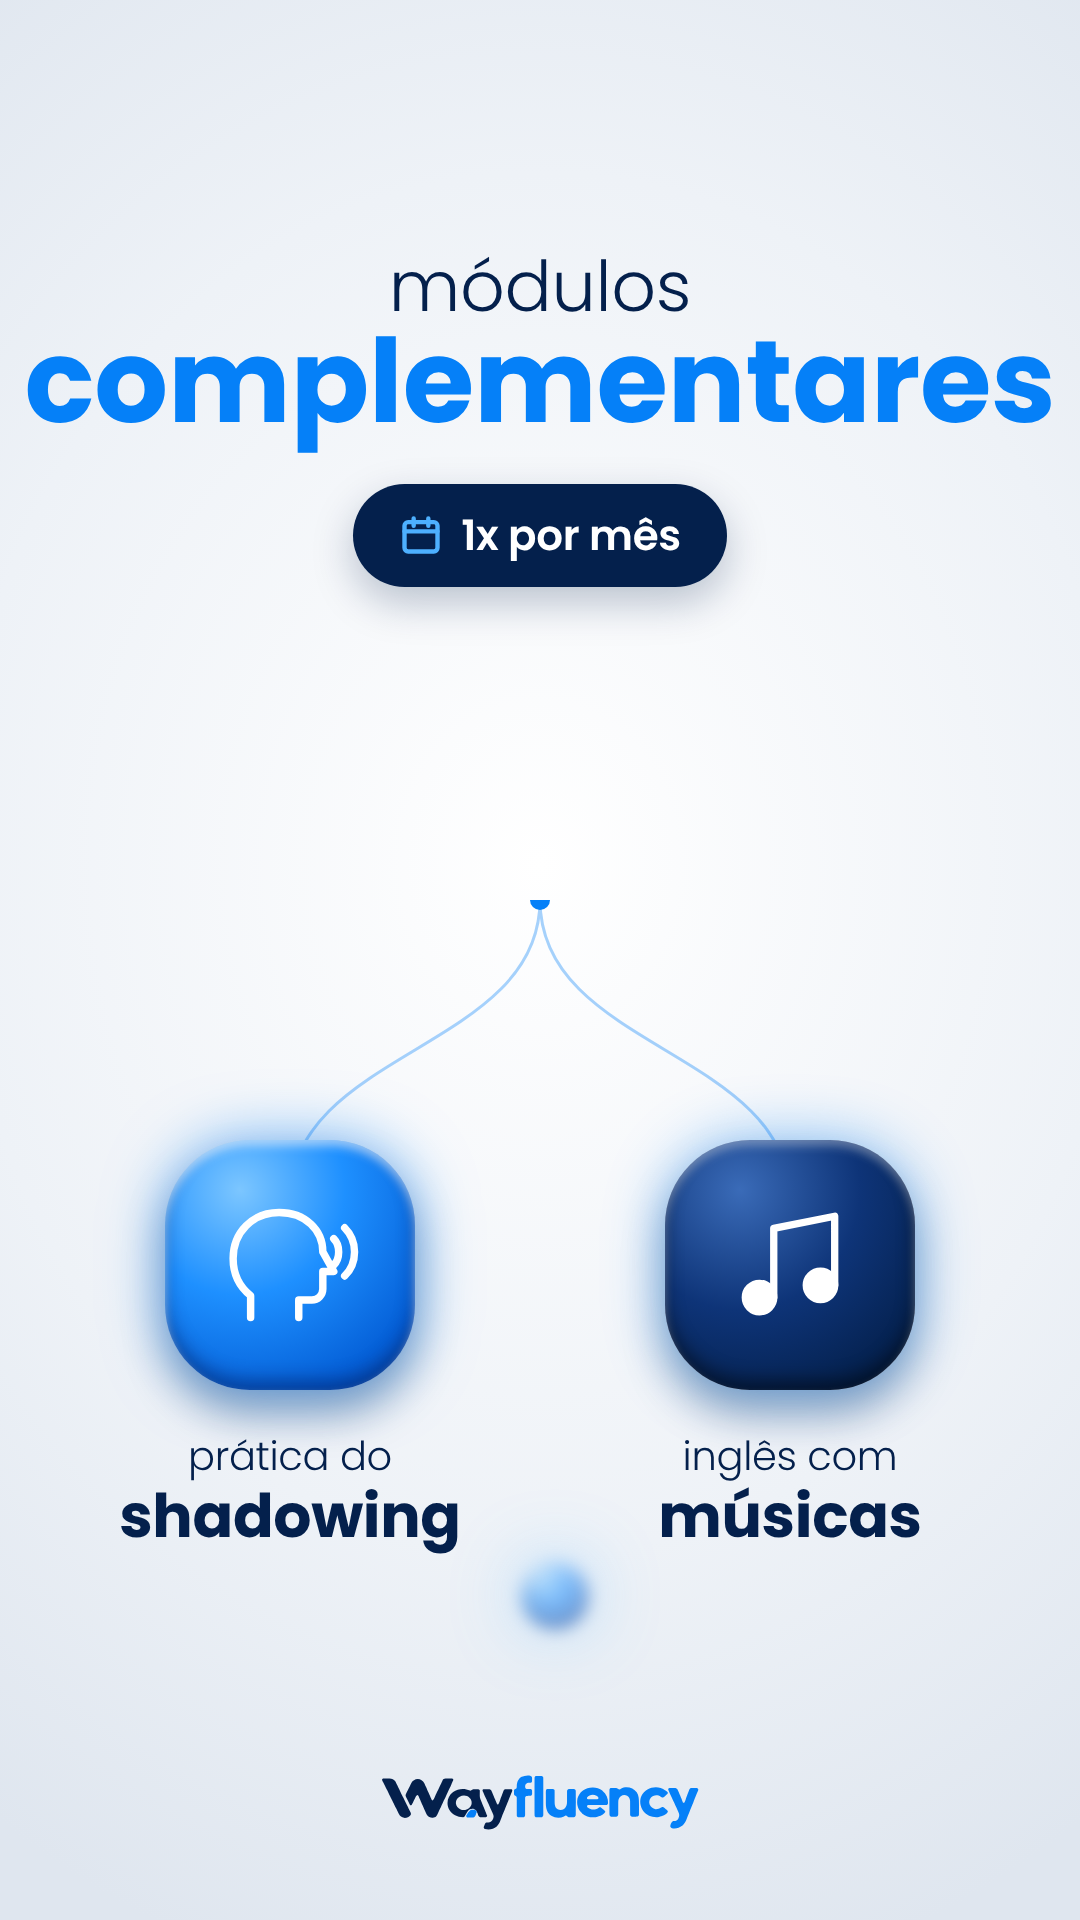 módulos
complementares
1x por mês
prática do
shadowing
inglês com
músicas
Wayfluency